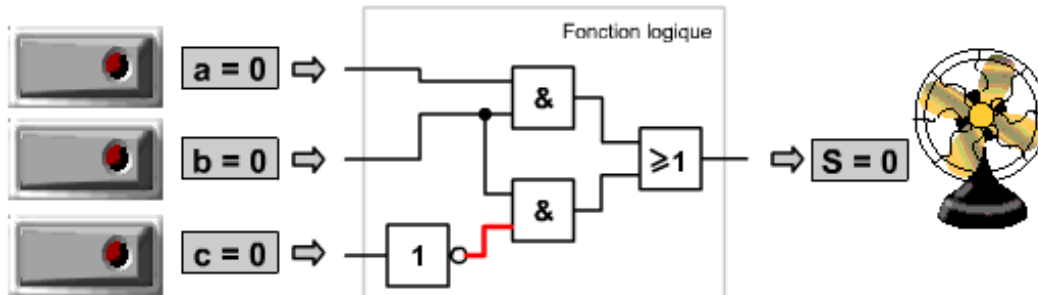 Fonction logique
a = 0
&
b = 0
≥1
S = 0
&
c = 0
1